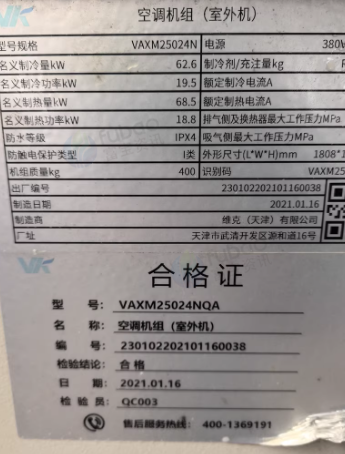 VK 空调机组（室外机）
型号规格 VAXM25024N 电源 380W
名义制冷量kW 62.6 制冷剂/充注量kg
名义制冷功率kW 19.5 额定制冷电流A
名义制热量kW 68.5 额定制热电流A
名义制热功率kW 18.8 排气侧及换热器最大工作压力MPa
防水等级 IPX4 吸气侧最大工作压力MPa
防触电保护类型 I类 外形尺寸(L*W*H)mm 1808*1
机组质量kg 400 识别码 VAXM25
出厂编号 230102202101160038
制造日期 2021.01.16
制造商 维克（天津）有限公司
厂址 天津市武清开发区源和道16号
VK 合格证
型 号: VAXM25024NQA
名 称: 空调机组（室外机）
编 号: 230102202101160038
检验结论: 合格
日 期: 2021.01.16
检 验 员: QC003
售后服务热线: 400-1369191